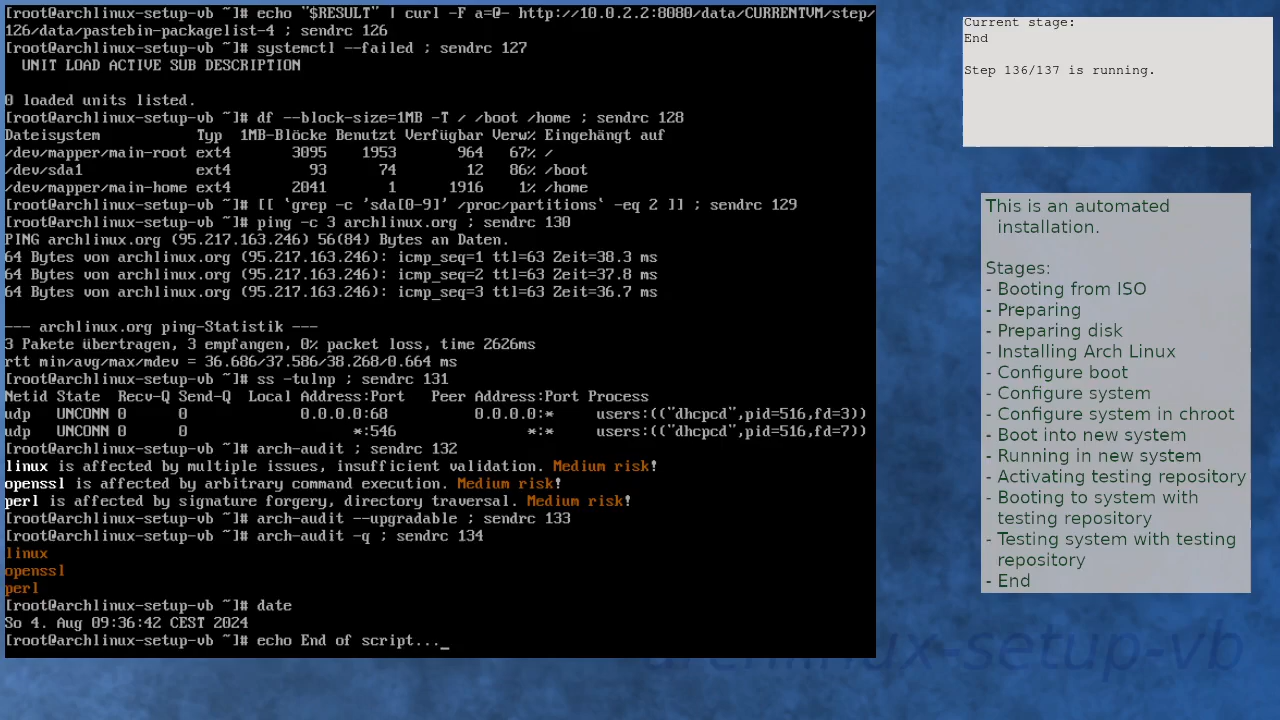 [root@archlinux-setup-vb ~]# echo "$RESULT" | curl -F a=@- http://10.0.2.2:8080/data/CURRENTVM/step/
126/data/pastebin-packagelist-4 ; sendrc 126
[root@archlinux-setup-vb ~]# systemctl --failed ; sendrc 127
  UNIT LOAD ACTIVE SUB DESCRIPTION

0 loaded units listed.
[root@archlinux-setup-vb ~]# df --block-size=1MB -T / /boot /home ; sendrc 128
Dateisystem           Typ  1MB-Blöcke Benutzt Verfügbar Verw% Eingehängt auf
/dev/mapper/main-root ext4       3095    1953       964   67% /
/dev/sda1             ext4         93      74        12   86% /boot
/dev/mapper/main-home ext4       2041       1      1916    1% /home
[root@archlinux-setup-vb ~]# [[ `grep -c 'sda[0-9]' /proc/partitions` -eq 2 ]] ; sendrc 129
[root@archlinux-setup-vb ~]# ping -c 3 archlinux.org ; sendrc 130
PING archlinux.org (95.217.163.246) 56(84) Bytes an Daten.
64 Bytes von archlinux.org (95.217.163.246): icmp_seq=1 ttl=63 Zeit=38.3 ms
64 Bytes von archlinux.org (95.217.163.246): icmp_seq=2 ttl=63 Zeit=37.8 ms
64 Bytes von archlinux.org (95.217.163.246): icmp_seq=3 ttl=63 Zeit=36.7 ms

--- archlinux.org ping-Statistik ---
3 Pakete übertragen, 3 empfangen, 0% packet loss, time 2626ms
rtt min/avg/max/mdev = 36.686/37.586/38.268/0.664 ms
[root@archlinux-setup-vb ~]# ss -tulnp ; sendrc 131
Netid State  Recv-Q Send-Q  Local Address:Port   Peer Address:Port Process
udp   UNCONN 0      0             0.0.0.0:68          0.0.0.0:*     users:(("dhcpcd",pid=516,fd=3))
udp   UNCONN 0      0                   *:546               *:*     users:(("dhcpcd",pid=516,fd=7))
[root@archlinux-setup-vb ~]# arch-audit ; sendrc 132
linux is affected by multiple issues, insufficient validation. Medium risk!
openssl is affected by arbitrary command execution. Medium risk!
perl is affected by signature forgery, directory traversal. Medium risk!
[root@archlinux-setup-vb ~]# arch-audit --upgradable ; sendrc 133
[root@archlinux-setup-vb ~]# arch-audit -q ; sendrc 134
linux
openssl
perl
[root@archlinux-setup-vb ~]# date
So 4. Aug 09:36:42 CEST 2024
[root@archlinux-setup-vb ~]# echo End of script..._
Current stage:
End

Step 136/137 is running.
This is an automated
installation.

Stages:
- Booting from ISO
- Preparing
- Preparing disk
- Installing Arch Linux
- Configure boot
- Configure system
- Configure system in chroot
- Boot into new system
- Running in new system
- Activating testing repository
- Booting to system with
testing repository
- Testing system with testing
repository
- End
archlinux-setup-vb